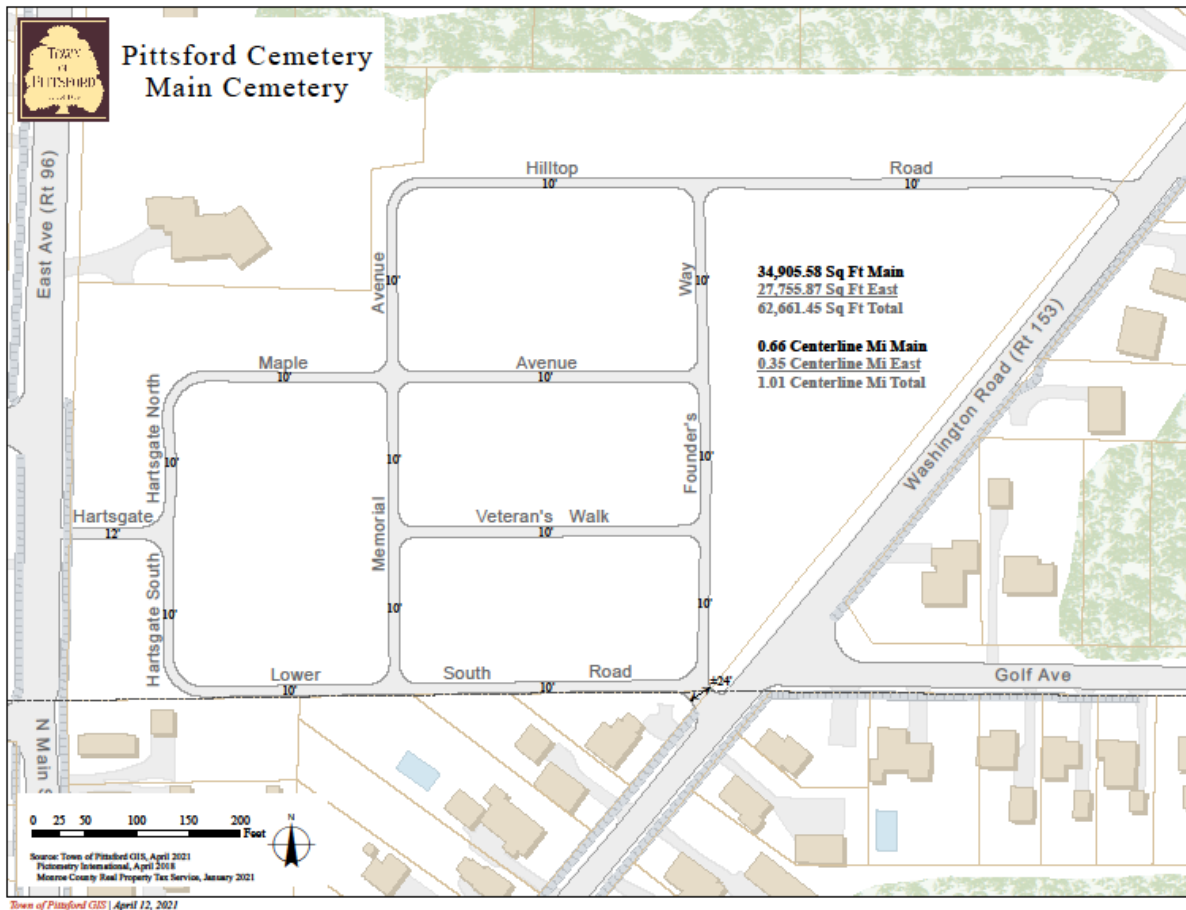 TOWN
OF
PITTSFORD
Pittsford Cemetery
Main Cemetery
East Ave (Rt 96)
Hilltop
10'
Road
10'
Avenue
10'
Way
10'
34,905.58 Sq Ft Main
27,755.87 Sq Ft East
62,661.45 Sq Ft Total
0.66 Centerline Mi Main
0.35 Centerline Mi East
1.01 Centerline Mi Total
Washington Road (Rt 153)
Maple
10'
Avenue
10'
Hartsgate North
10'
10'
Founder's
10'
Hartsgate
12'
Memorial
Veteran's Walk
10'
Hartsgate South
10'
10'
10'
Lower
10'
South
Road
10'
±24'
Golf Ave
N Main S
0 25 50 100 150 200
Feet
N
Source: Town of Pittsford GIS, April 2021
Pictometry International, April 2018
Monroe County Real Property Tax Service, January 2021
Town of Pittsford GIS | April 12, 2021